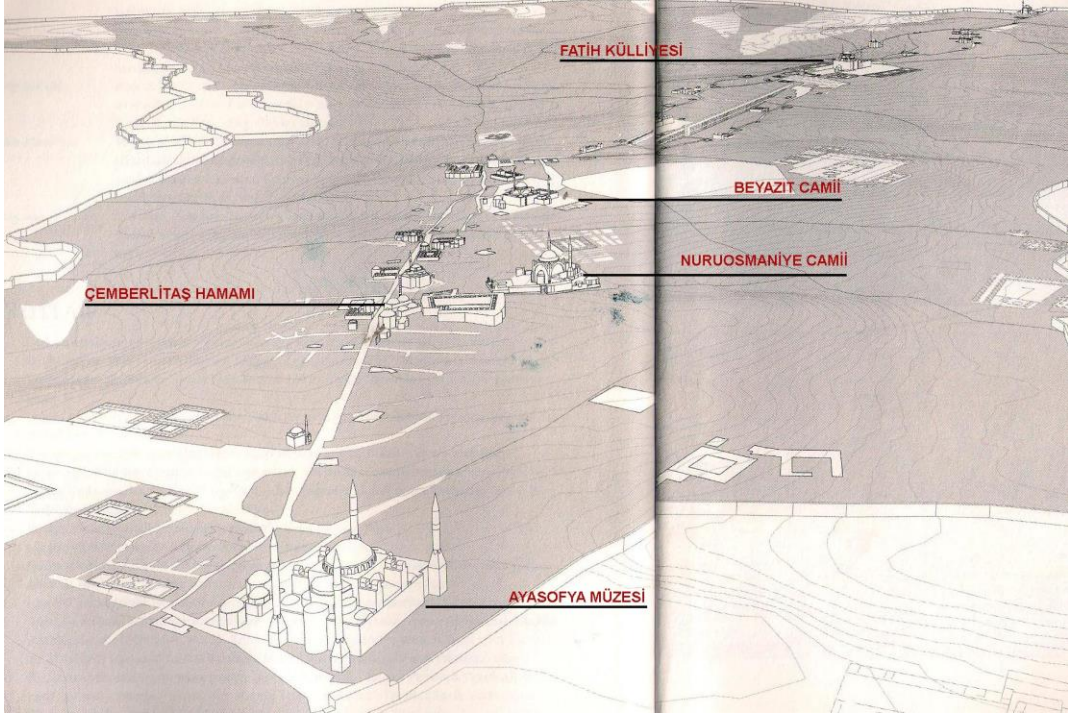 FATİH KÜLLİYESİ
BEYAZIT CAMİİ
NURUOSMANİYE CAMİİ
ÇEMBERLİTAŞ HAMAMI
AYASOFYA MÜZESİ